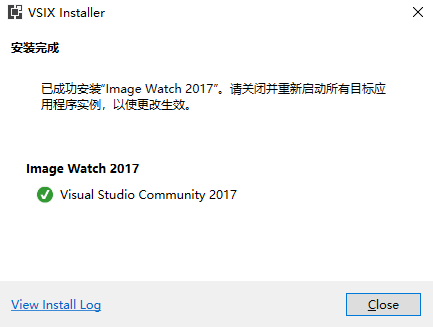 VSIX Installer
安装完成
已成功安装“Image Watch 2017”。请关闭并重新启动所有目标应
用程序实例，以使更改生效。
Image Watch 2017
Visual Studio Community 2017
View Install Log
Close